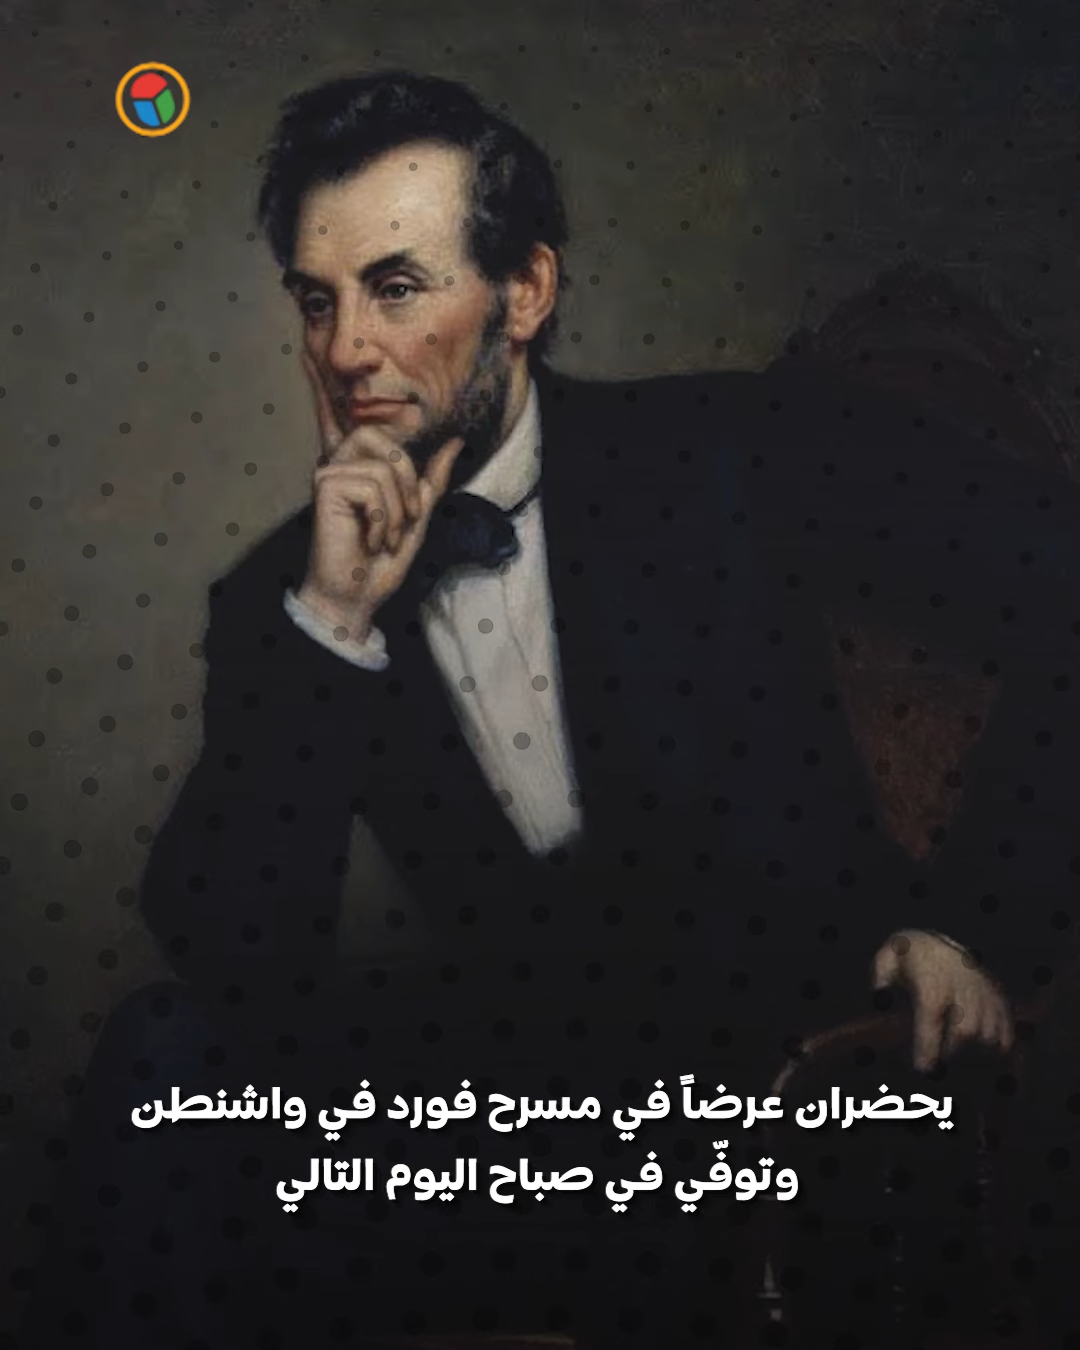 يحضران عرضاً في مسرح فورد في واشنطن
وتوفّي في صباح اليوم التالي